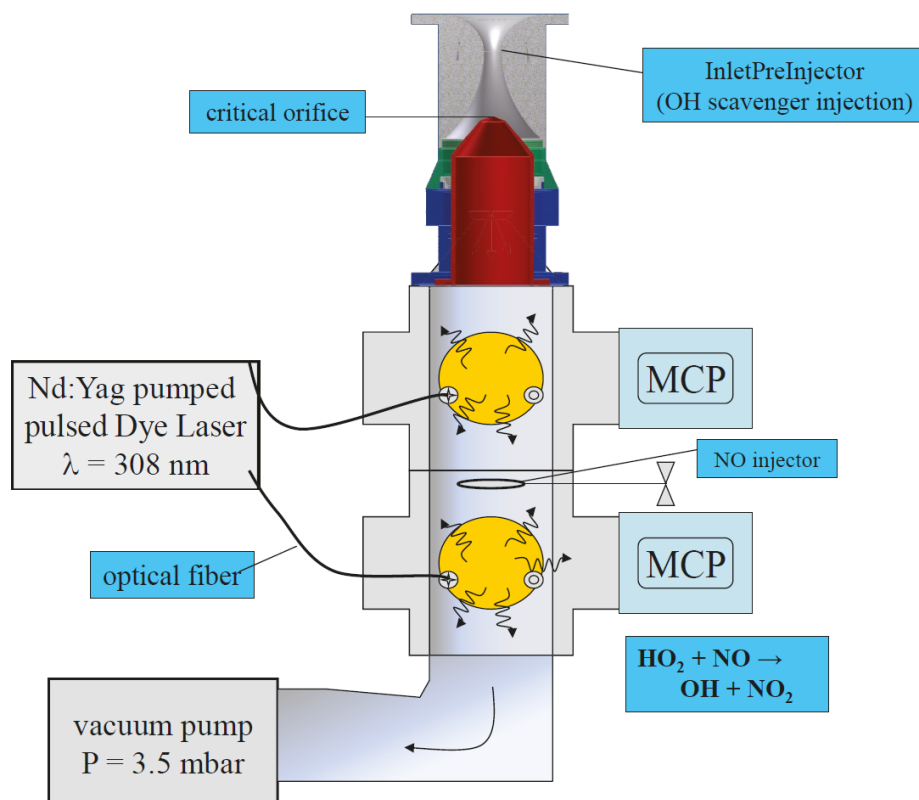 InletPreInjector
(OH scavenger injection)
critical orifice
Nd:Yag pumped
pulsed Dye Laser
λ = 308 nm
MCP
NO injector
optical fiber
MCP
HO₂ + NO →
OH + NO₂
vacuum pump
P = 3.5 mbar